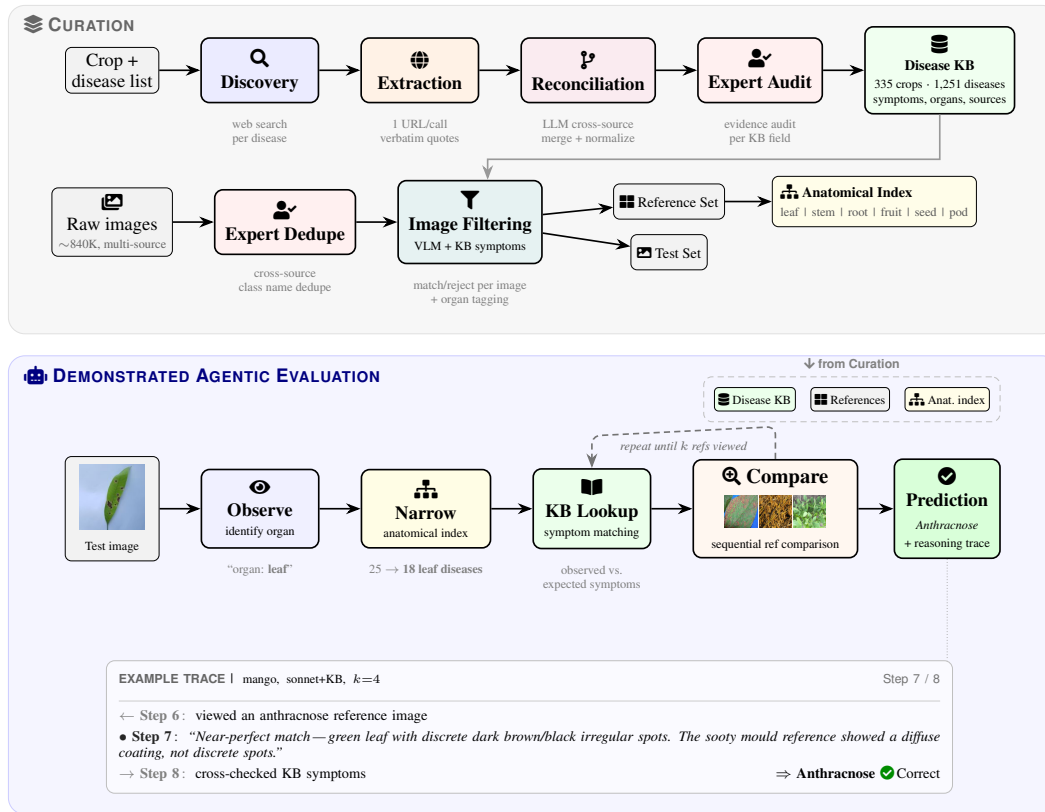 CURATION
Crop +
disease list
Discovery
web search
per disease
Extraction
1 URL/call
verbatim quotes
Reconciliation
LLM cross-source
merge + normalize
Expert Audit
evidence audit
per KB field
Disease KB
335 crops · 1,251 diseases
symptoms, organs, sources
Raw images
~840K, multi-source
Expert Dedupe
cross-source
class name dedupe
Image Filtering
VLM + KB symptoms
match/reject per image
+ organ tagging
Reference Set
Test Set
Anatomical Index
leaf | stem | root | fruit | seed | pod
DEMONSTRATED AGENTIC EVALUATION
↓ from Curation
Disease KB
References
Anat. index
repeat until k refs viewed
Test image
Observe
identify organ
“organ: leaf”
Narrow
anatomical index
25 → 18 leaf diseases
KB Lookup
symptom matching
observed vs.
expected symptoms
Compare
sequential ref comparison
Prediction
Anthracnose
+ reasoning trace
EXAMPLE TRACE | mango, sonnet+KB, k=4
Step 7 / 8
← Step 6: viewed an anthracnose reference image
● Step 7: “Near-perfect match — green leaf with discrete dark brown/black irregular spots. The sooty mould reference showed a diffuse
coating, not discrete spots.”
→ Step 8: cross-checked KB symptoms
⇒ Anthracnose Correct